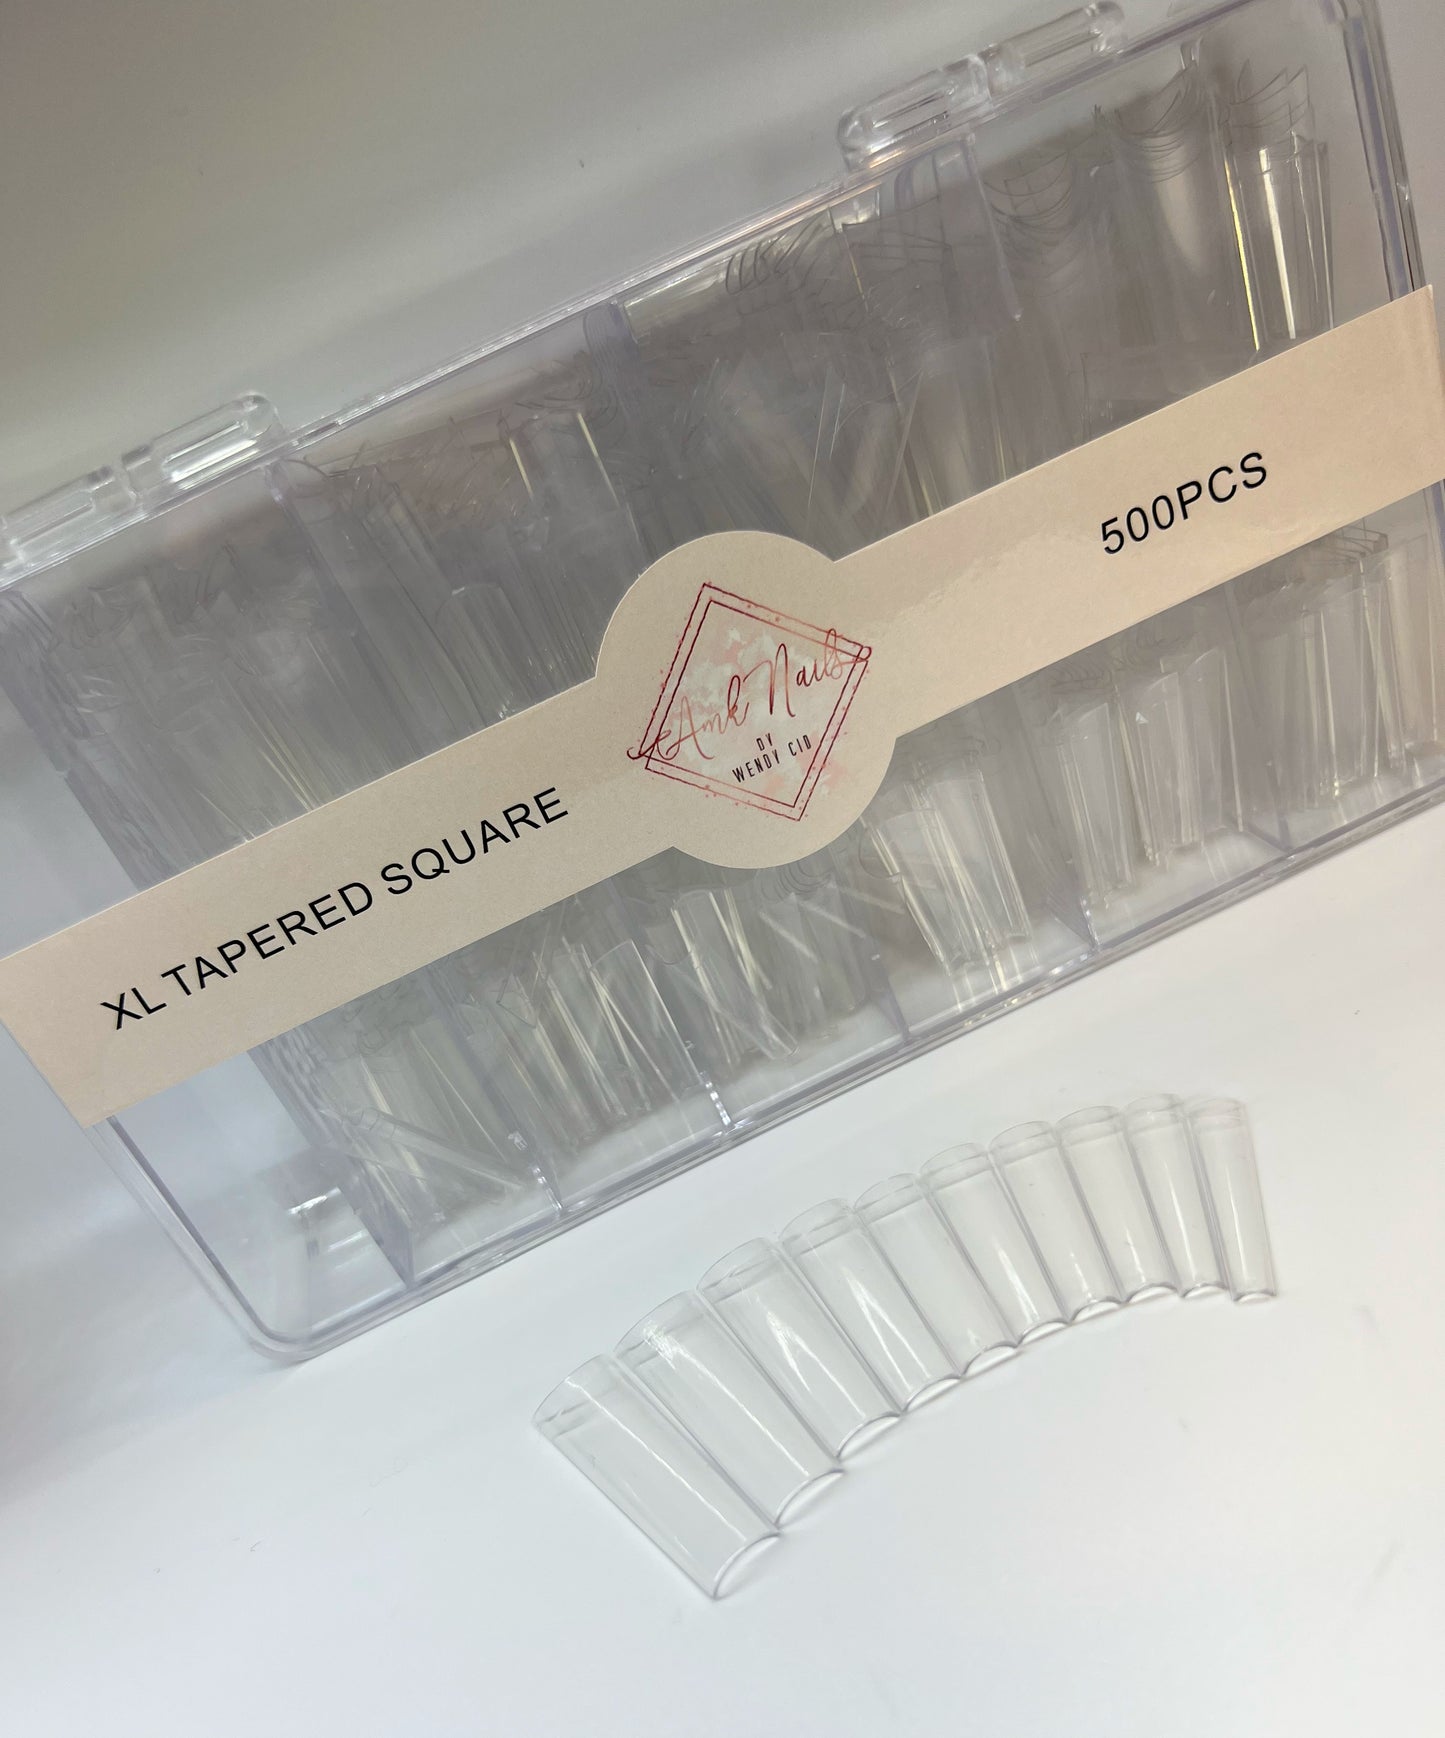 XL TAPERED SQUARE
Amk Nails
BY
WENDY CID
500PCS